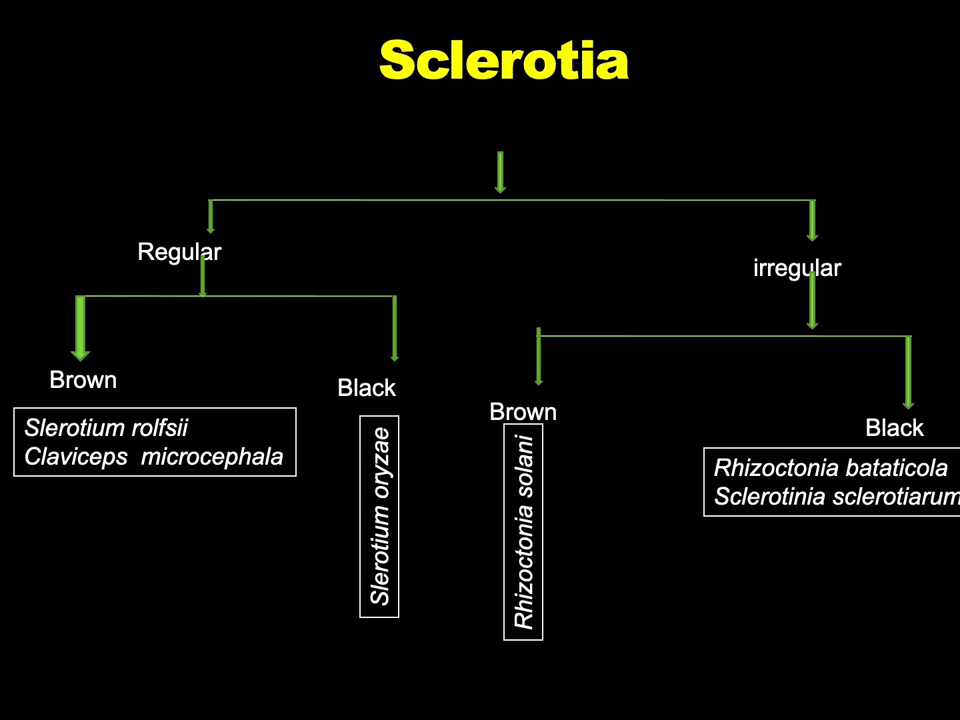 Sclerotia
Regular
irregular
Brown
Black
Brown
Black
Slerotium rolfsii
Claviceps microcephala
Slerotium oryzae
Rhizoctonia solani
Rhizoctonia bataticola
Sclerotinia sclerotiarum